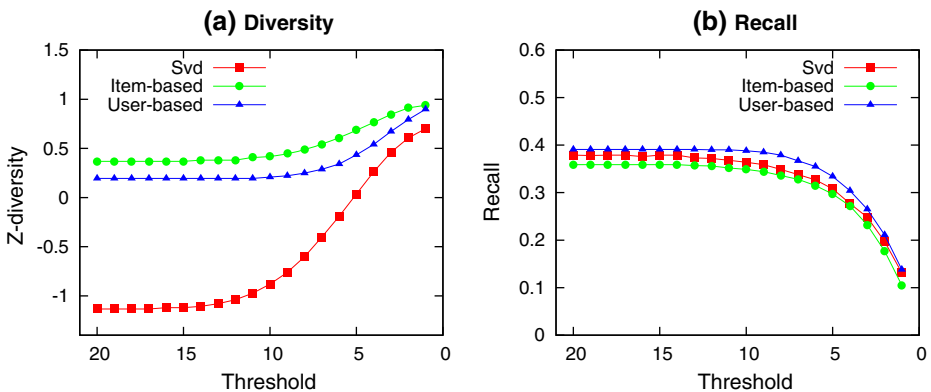 (a) Diversity
1.5
1
0.5
0
-0.5
-1
Z-diversity
Svd
Item-based
User-based
20 15 10 5 0
Threshold
(b) Recall
0.6
0.5
0.4
0.3
0.2
0.1
0
Recall
Svd
Item-based
User-based
20 15 10 5 0
Threshold